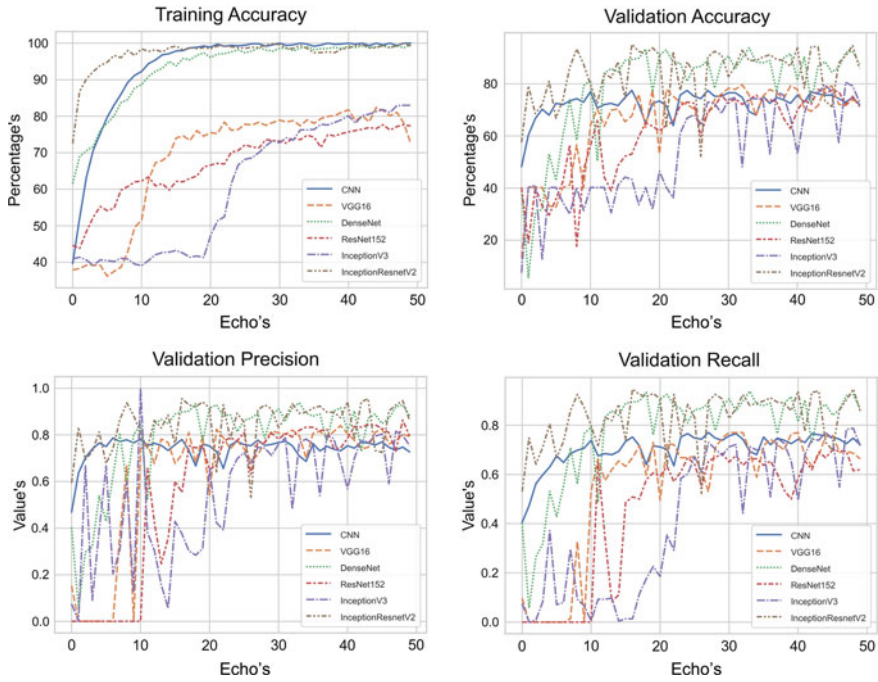 Training Accuracy
100
90
80
70
60
50
40
Percentage's
0 10 20 30 40 50
Echo's
CNN
VGG16
DenseNet
ResNet152
InceptionV3
InceptionResnetV2
Validation Accuracy
80
60
40
20
Percentage's
0 10 20 30 40 50
Echo's
CNN
VGG16
DenseNet
ResNet152
InceptionV3
InceptionResnetV2
Validation Precision
1.0
0.8
0.6
0.4
0.2
0.0
Value's
0 10 20 30 40 50
Echo's
CNN
VGG16
DenseNet
ResNet152
InceptionV3
InceptionResnetV2
Validation Recall
0.8
0.6
0.4
0.2
0.0
Value's
0 10 20 30 40 50
Echo's
CNN
VGG16
DenseNet
ResNet152
InceptionV3
InceptionResnetV2